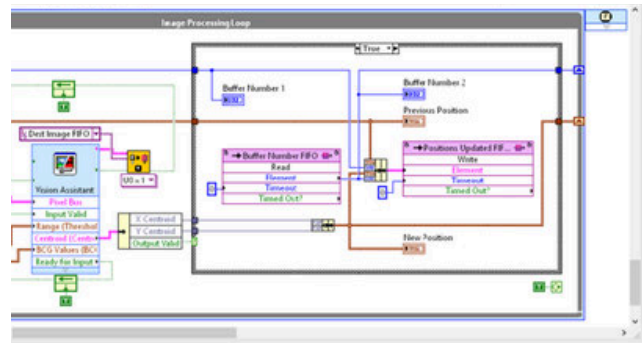 Image Processing Loop
True
Buffer Number 1
Buffer Number 2
Previous Position
Dest Image FIFO
Buffer Number FIFO
Read
Element
Timeout
Timed Out?
Positions Updated FIF...
Write
Element
Timeout
Timed Out?
U0 = 1
Vision Assistant
Pixel Bus
Input Valid
Range (Threshol
Centroid (Centr
BCG Values (BC
Ready for Input
X Centroid
Y Centroid
Output Valid
New Position